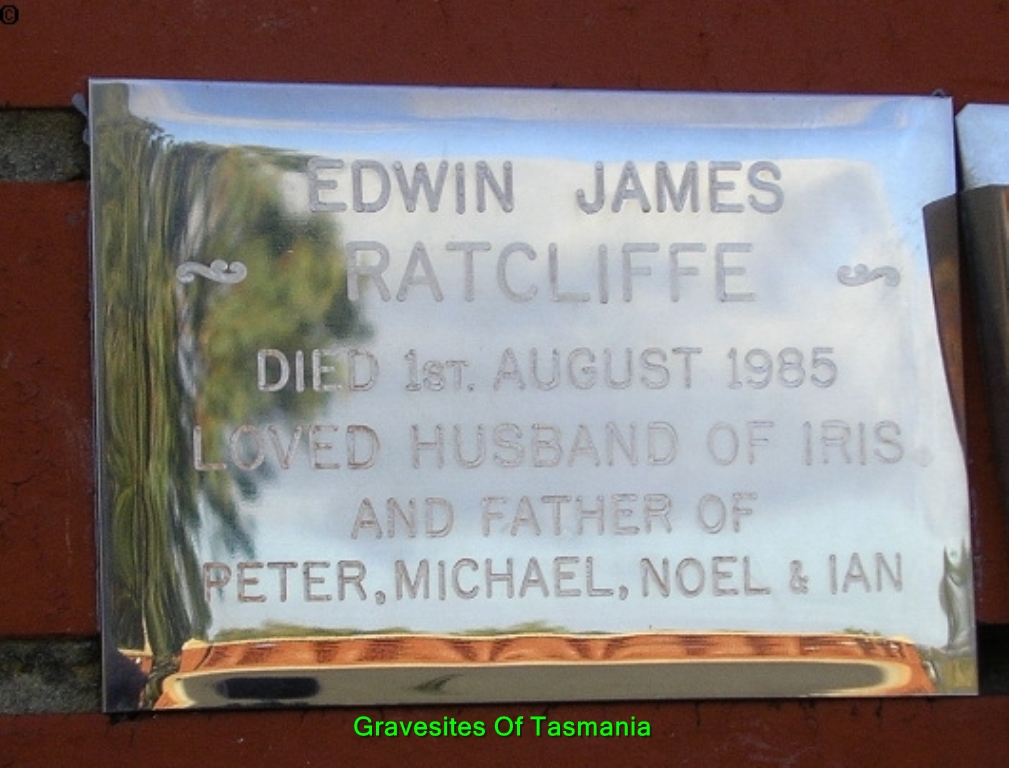 ©
EDWIN JAMES
RATCLIFFE
DIED 1ST. AUGUST 1985
LOVED HUSBAND OF IRIS
AND FATHER OF
PETER, MICHAEL, NOEL & IAN
Gravesites Of Tasmania